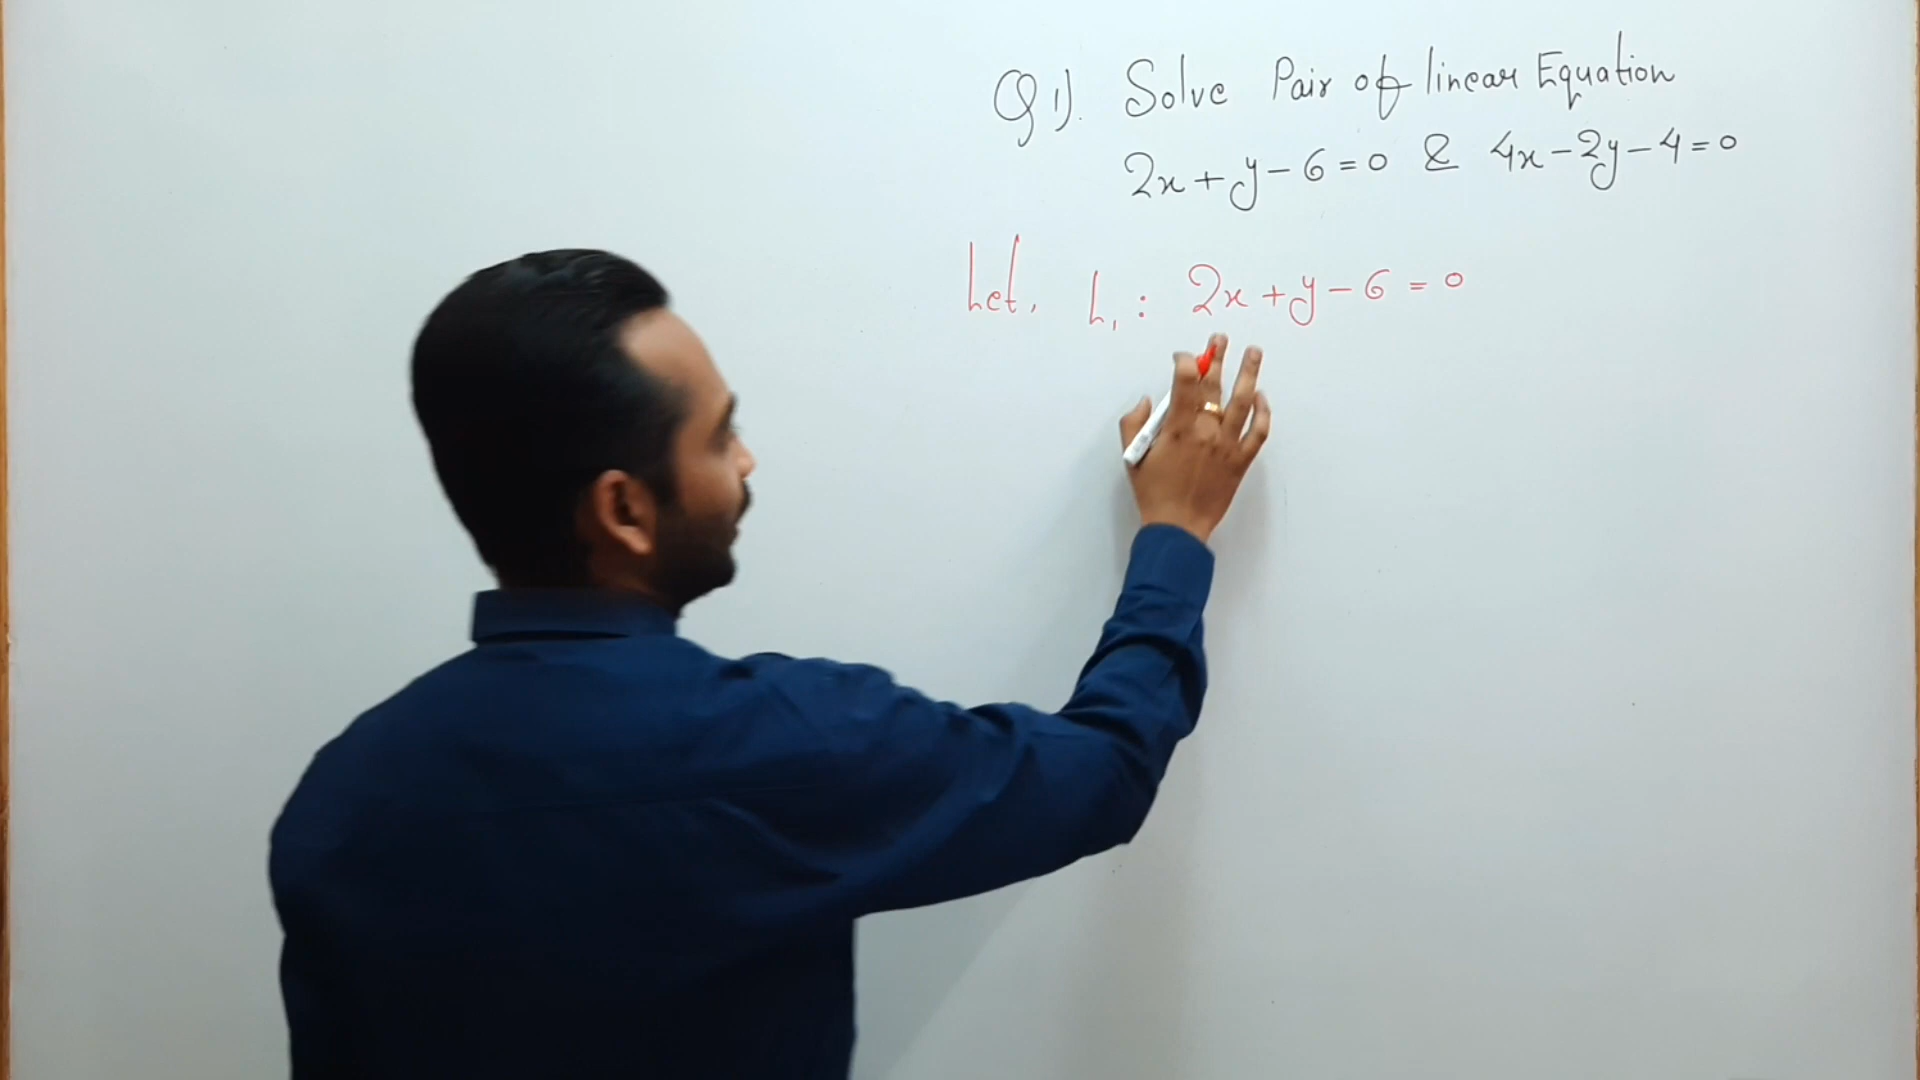 Q1). Solve Pair of linear Equation
2x+y-6=0 & 4x-2y-4=0
Let, L₁: 2x+y-6=0